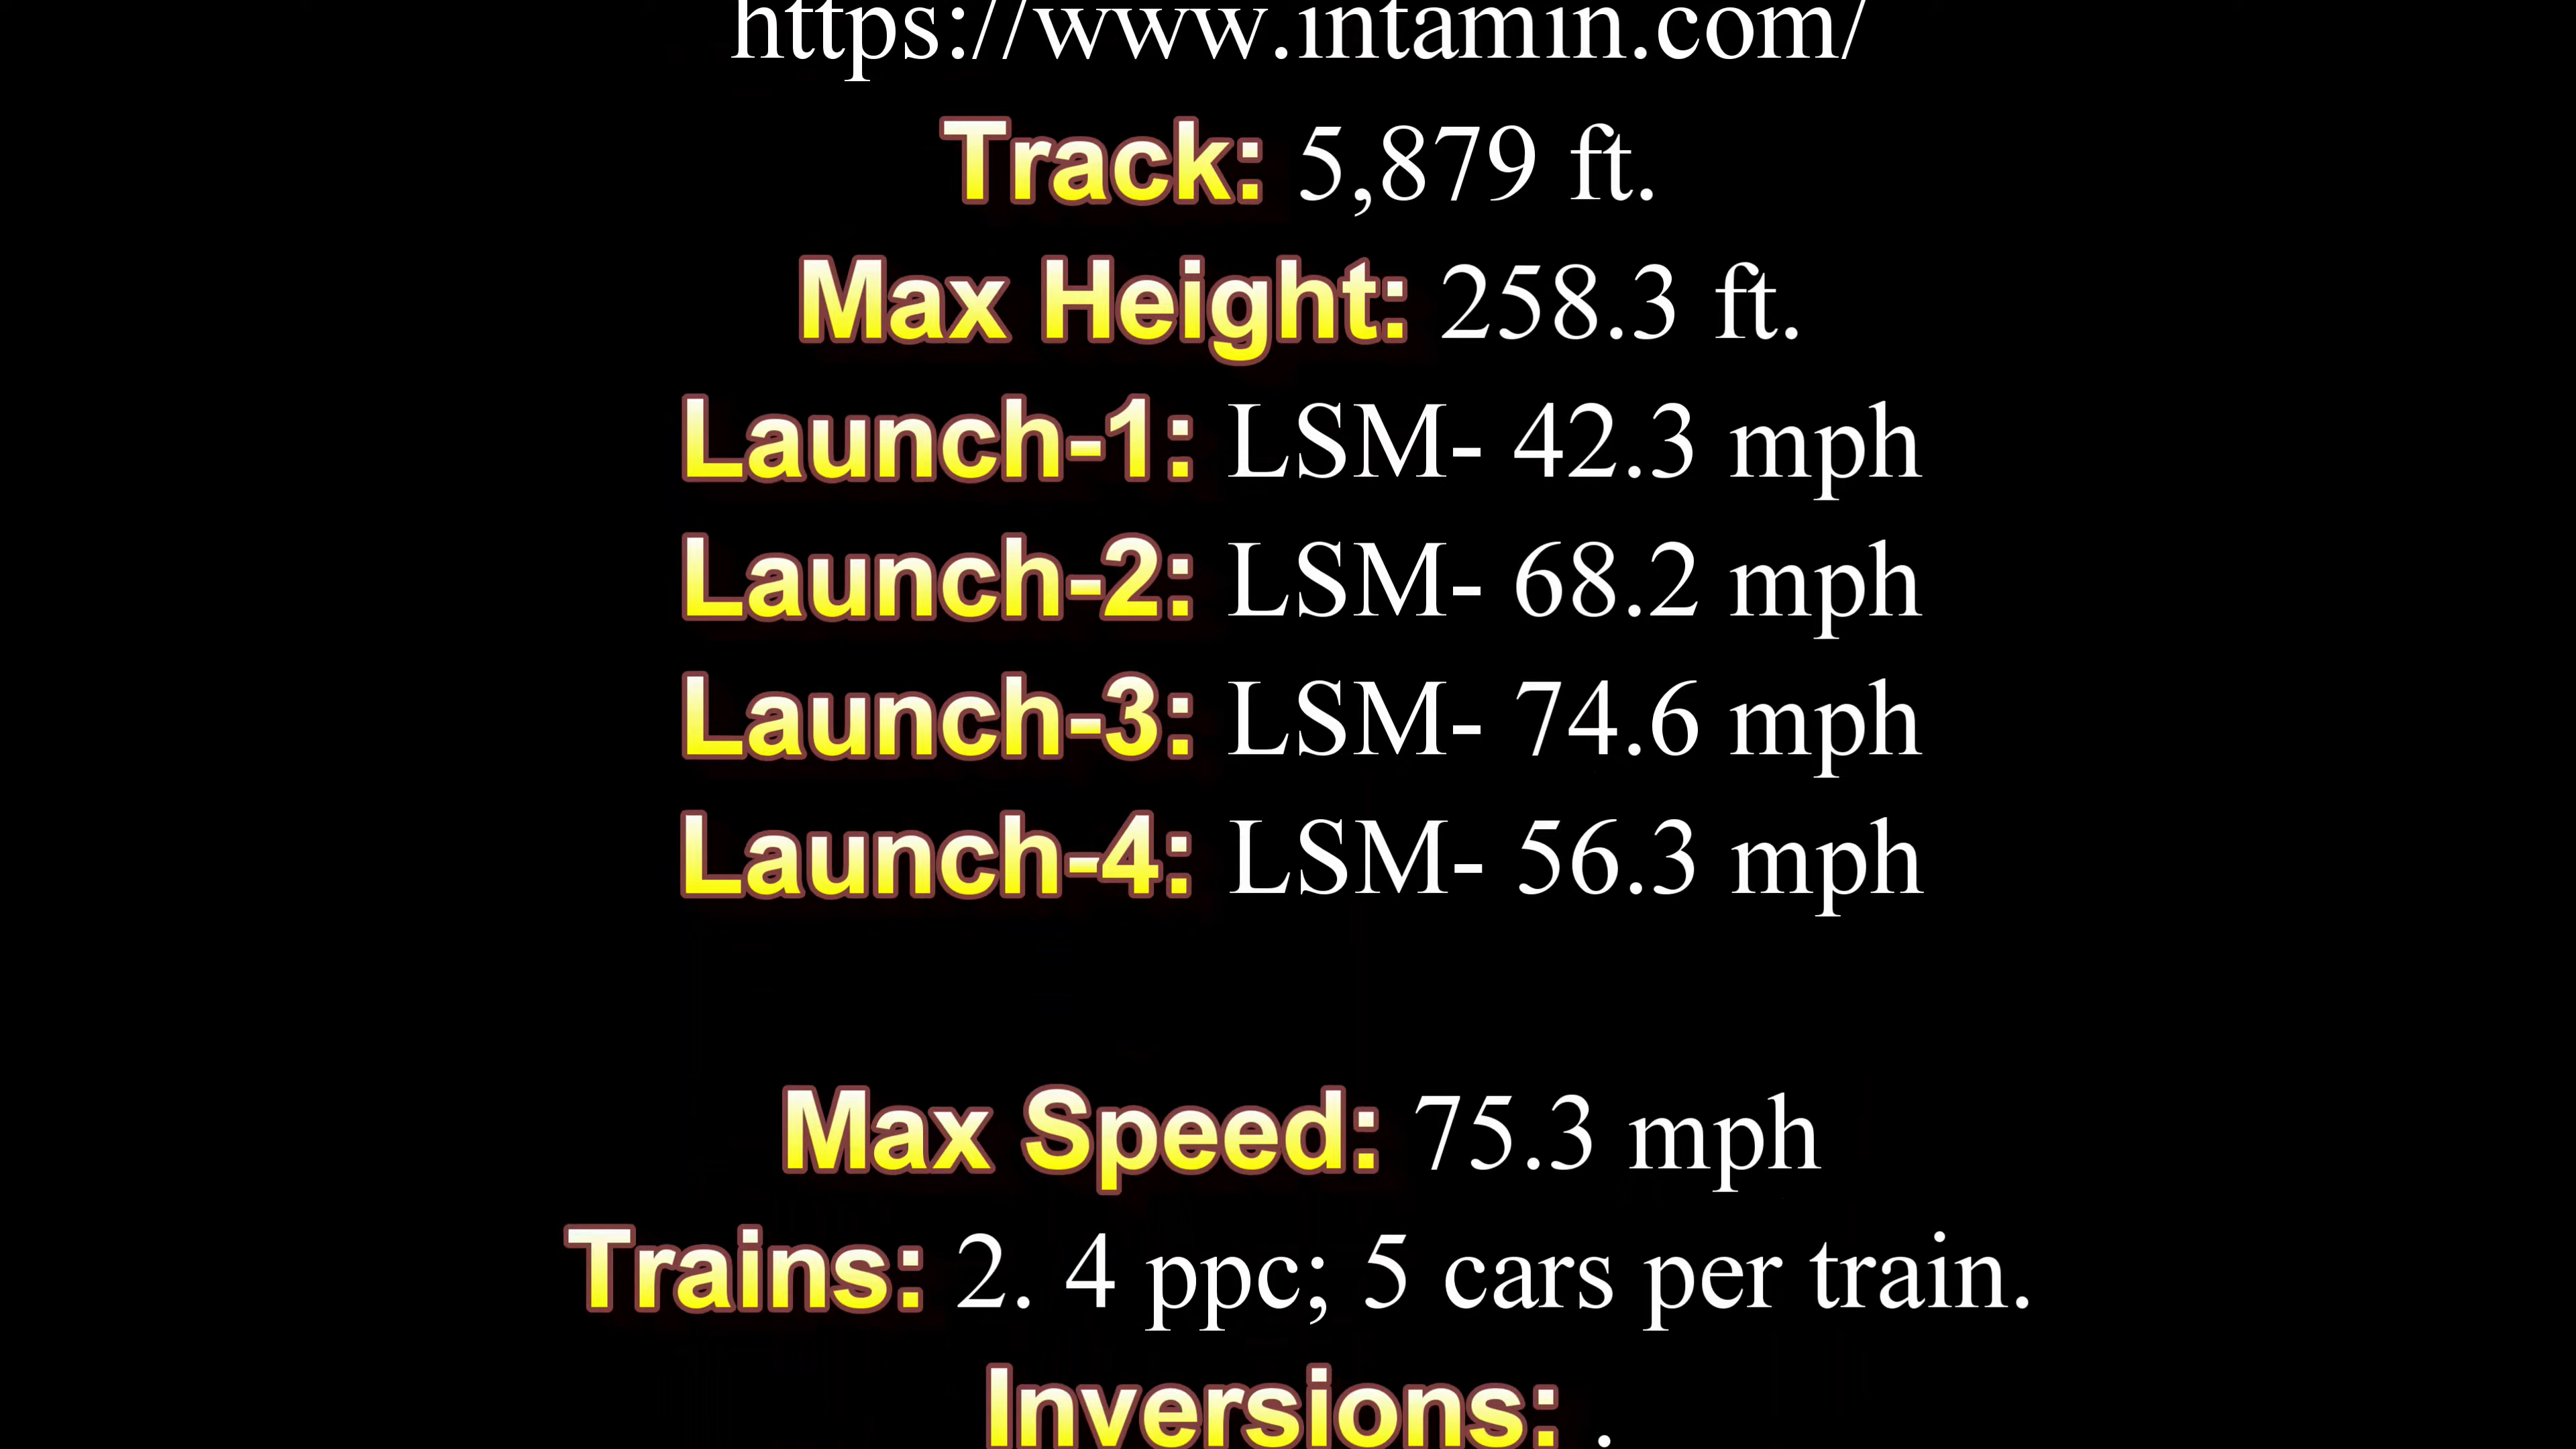 https://www.intamin.com/
Track: 5,879 ft.
Max Height: 258.3 ft.
Launch-1: LSM- 42.3 mph
Launch-2: LSM- 68.2 mph
Launch-3: LSM- 74.6 mph
Launch-4: LSM- 56.3 mph
Max Speed: 75.3 mph
Trains: 2. 4 ppc; 5 cars per train.
Inversions: .